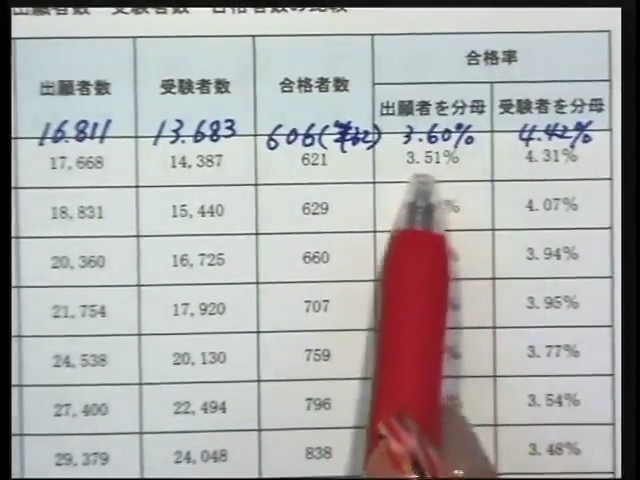 出願者数 受験者数 合格者数の比較
合格率
出願者数 受験者数 合格者数 出願者を分母 受験者を分母
16.811 13.683 606( 3.60% 4.42%
17,668 14,387 621 3.51% 4.31%
18,831 15,440 629 % 4.07%
20,360 16,725 660 3.94%
21,754 17,920 707 % 3.95%
24,538 20,130 759 % 3.77%
27,400 22,494 796 3.54%
29,379 24,048 838 3.48%